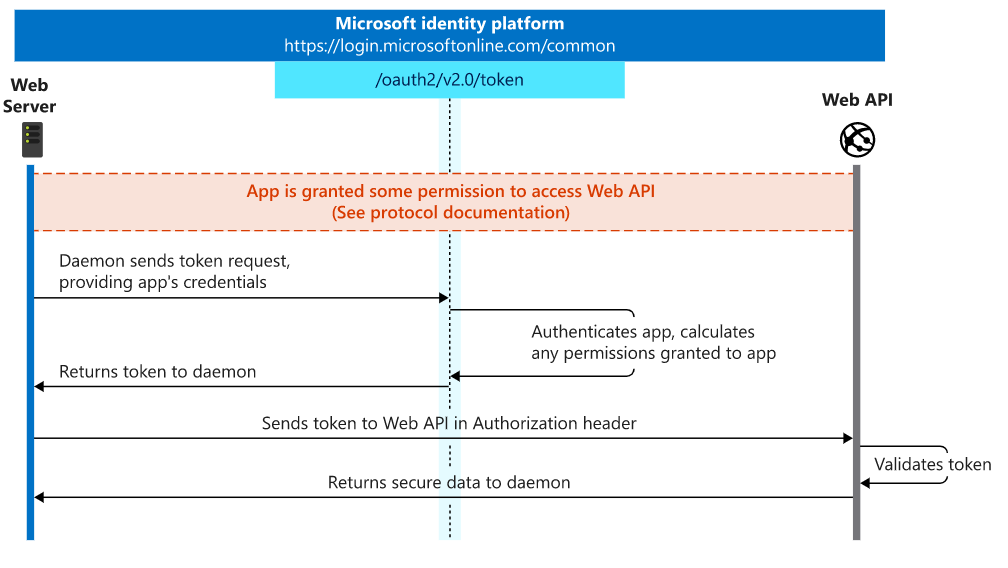 Microsoft identity platform
https://login.microsoftonline.com/common
/oauth2/v2.0/token
Web
Server
Web API
App is granted some permission to access Web API
(See protocol documentation)
Daemon sends token request,
providing app's credentials
Authenticates app, calculates
any permissions granted to app
Returns token to daemon
Sends token to Web API in Authorization header
Validates token
Returns secure data to daemon